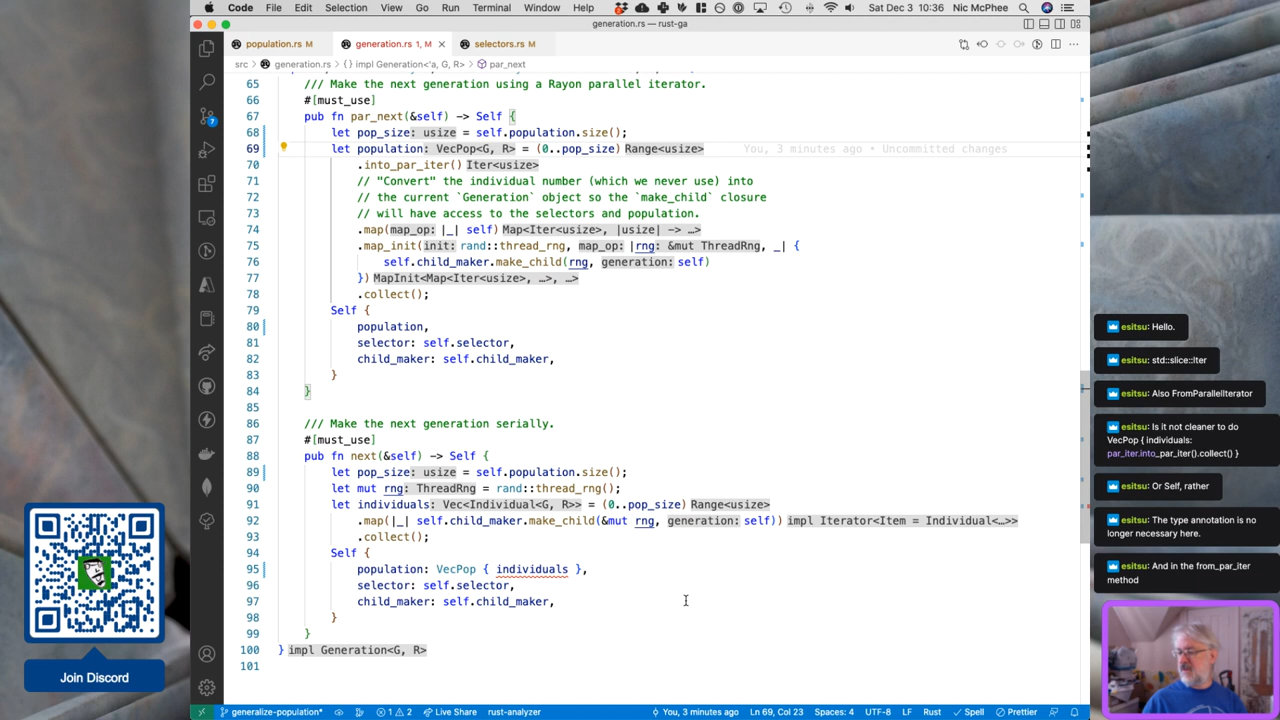 Code File Edit Selection View Go Run Terminal Window Help Sat Dec 3 10:36 Nic McPhee
generation.rs — rust-ga
population.rs M generation.rs 1, M selectors.rs M
src > generation.rs > {} impl Generation<'a, G, R> > par_next
65 /// Make the next generation using a Rayon parallel iterator.
66 #[must_use]
67 pub fn par_next(&self) -> Self {
68 let pop_size: usize = self.population.size();
69 let population: VecPop<G, R> = (0..pop_size) Range<usize> You, 3 minutes ago • Uncommitted changes
70 .into_par_iter() Iter<usize>
71 // "Convert" the individual number (which we never use) into
72 // the current `Generation` object so the `make_child` closure
73 // will have access to the selectors and population.
74 .map(map_op: |_| self) Map<Iter<usize>, |usize| -> …>
75 .map_init(init: rand::thread_rng, map_op: |rng: &mut ThreadRng, _| {
76 self.child_maker.make_child(rng, generation: self)
77 }) MapInit<Map<Iter<usize>, …>, …>
78 .collect();
79 Self {
80 population,
81 selector: self.selector,
82 child_maker: self.child_maker,
83 }
84 }
85
86 /// Make the next generation serially.
87 #[must_use]
88 pub fn next(&self) -> Self {
89 let pop_size: usize = self.population.size();
90 let mut rng: ThreadRng = rand::thread_rng();
91 let individuals: Vec<Individual<G, R>> = (0..pop_size) Range<usize>
92 .map(|_| self.child_maker.make_child(&mut rng, generation: self)) impl Iterator<Item = Individual<…>>
93 .collect();
94 Self {
95 population: VecPop { individuals },
96 selector: self.selector,
97 child_maker: self.child_maker,
98 }
99 }
100 } impl Generation<G, R>
101
7
generalize-population* 1 2 Live Share rust-analyzer You, 3 minutes ago Ln 69, Col 23 Spaces: 4 UTF-8 LF Rust Spell Prettier
Join Discord
esitsu: Hello.
esitsu: std::slice::Iter
esitsu: Also FromParallelIterator
esitsu: Is it not cleaner to do
VecPop { individuals:
par_iter.into_par_iter().collect() }
esitsu: Or Self, rather
esitsu: The type annotation is no
longer necessary here.
esitsu: And in the from_par_iter
method